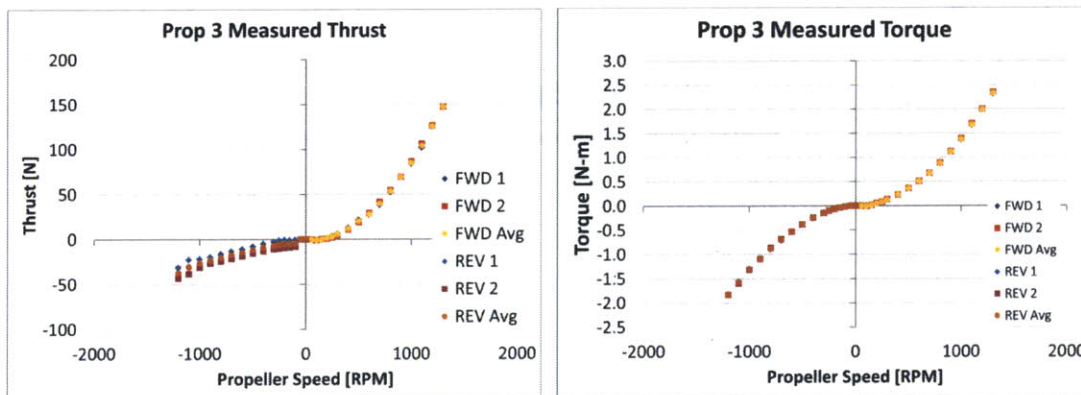 Prop 3 Measured Thrust
200
150
100
50
0
-50
-100
Thrust [N]
-2000 -1000 0 1000 2000
Propeller Speed [RPM]
FWD 1
FWD 2
FWD Avg
REV 1
REV 2
REV Avg
Prop 3 Measured Torque
3.0
2.5
2.0
1.5
1.0
0.5
0.0
-0.5
-1.0
-1.5
-2.0
-2.5
Torque [N-m]
-2000 -1000 0 1000 2000
Propeller Speed [RPM]
FWD 1
FWD 2
FWD Avg
REV 1
REV 2
REV Avg